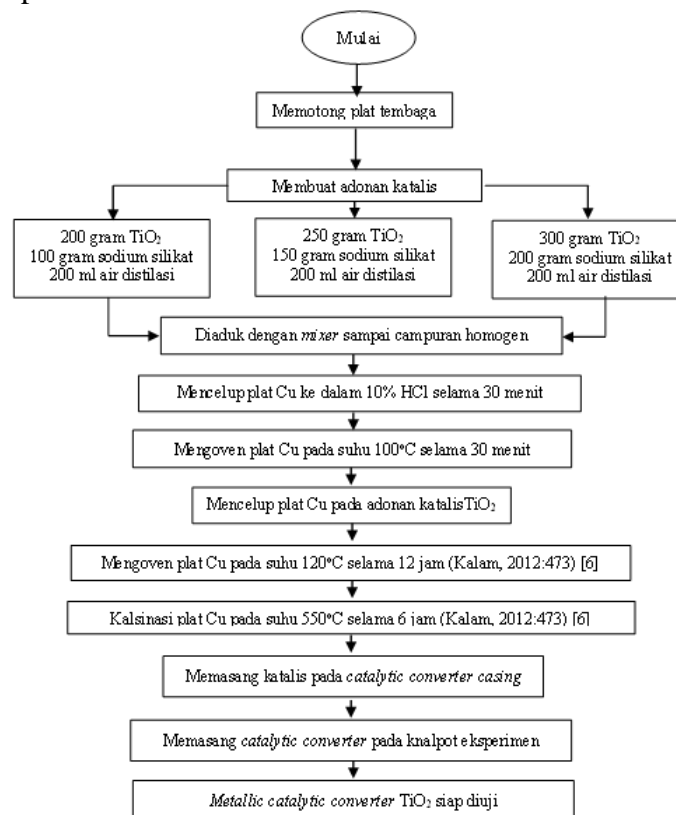 Mulai
Memotong plat tembaga
Membuat adonan katalis
200 gram TiO₂
100 gram sodium silikat
200 ml air distilasi
250 gram TiO₂
150 gram sodium silikat
200 ml air distilasi
300 gram TiO₂
200 gram sodium silikat
200 ml air distilasi
Diaduk dengan mixer sampai campuran homogen
Mencelup plat Cu ke dalam 10% HCl selama 30 menit
Mengoven plat Cu pada suhu 100°C selama 30 menit
Mencelup plat Cu pada adonan katalisTiO₂
Mengoven plat Cu pada suhu 120°C selama 12 jam (Kalam, 2012:473) [6]
Kalsinasi plat Cu pada suhu 550°C selama 6 jam (Kalam, 2012:473) [6]
Memasang katalis pada catalytic converter casing
Memasang catalytic converter pada knalpot eksperimen
Metallic catalytic converter TiO₂ siap diuji